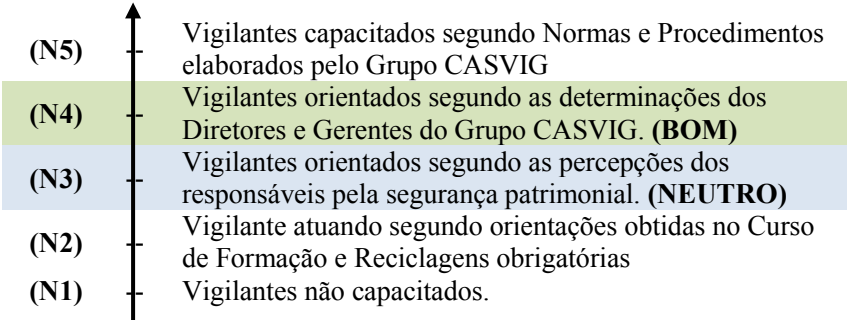 (N5) Vigilantes capacitados segundo Normas e Procedimentos
elaborados pelo Grupo CASVIG
(N4) Vigilantes orientados segundo as determinações dos
Diretores e Gerentes do Grupo CASVIG. (BOM)
(N3) Vigilantes orientados segundo as percepções dos
responsáveis pela segurança patrimonial. (NEUTRO)
(N2) Vigilante atuando segundo orientações obtidas no Curso
de Formação e Reciclagens obrigatórias
(N1) Vigilantes não capacitados.